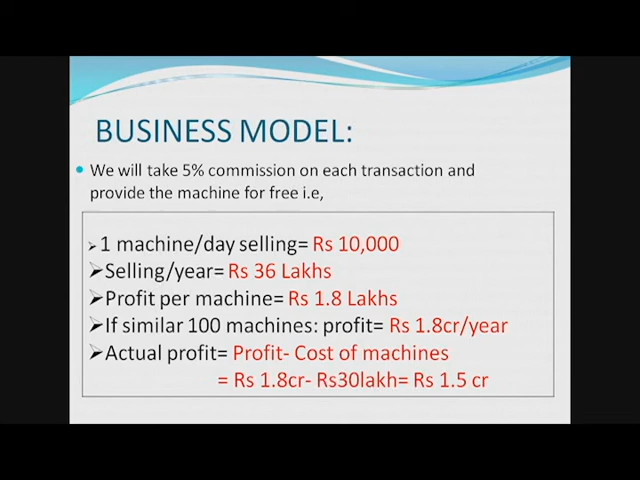 BUSINESS MODEL:
We will take 5% commission on each transaction and
provide the machine for free i.e,
1 machine/day selling= Rs 10,000
Selling/year= Rs 36 Lakhs
Profit per machine= Rs 1.8 Lakhs
If similar 100 machines: profit= Rs 1.8cr/year
Actual profit= Profit- Cost of machines
= Rs 1.8cr- Rs30lakh= Rs 1.5 cr